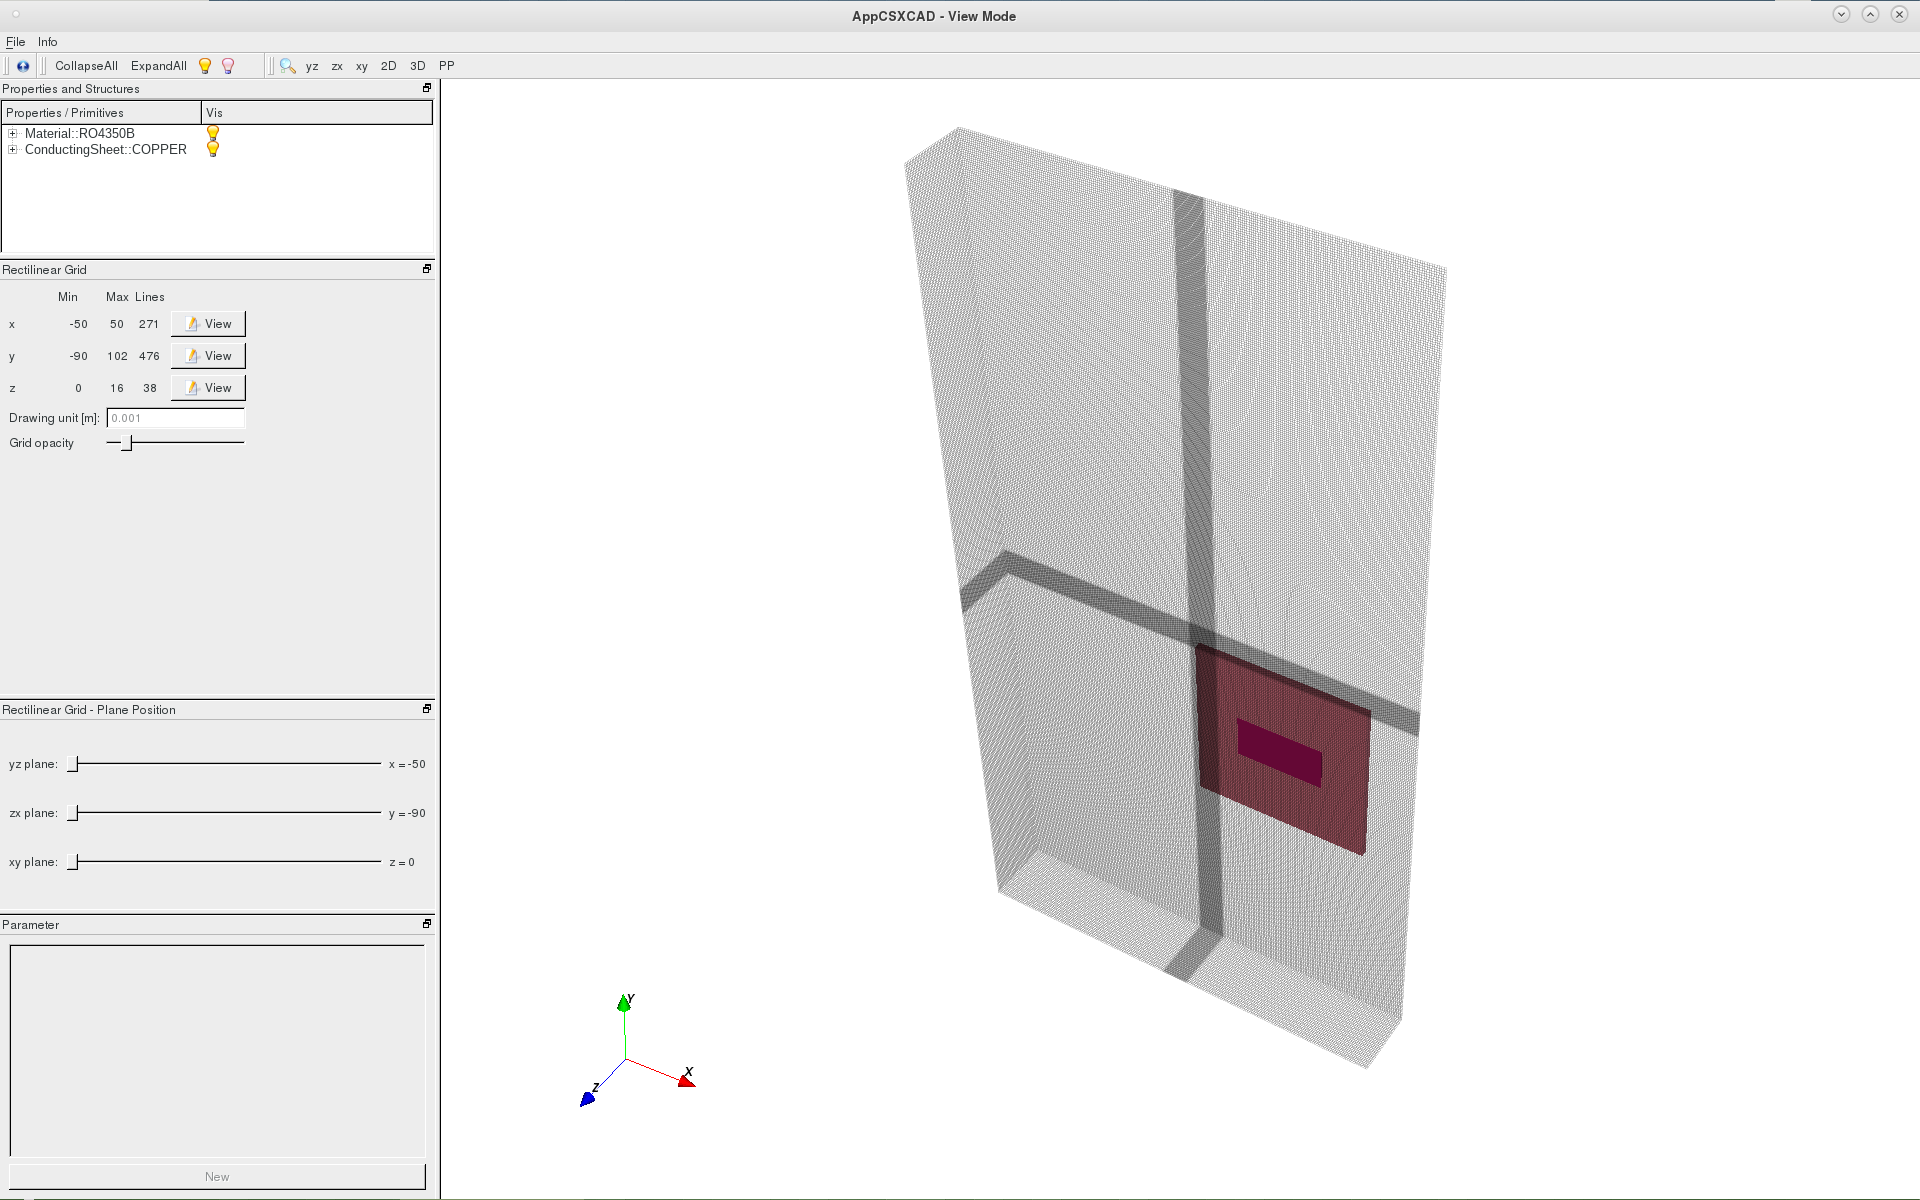 AppCSXCAD - View Mode
File Info
CollapseAll ExpandAll yz zx xy 2D 3D PP
Properties and Structures
Properties / Primitives Vis
Material::RO4350B
ConductingSheet::COPPER
Rectilinear Grid
Min Max Lines
x -50 50 271 View
y -90 102 476 View
z 0 16 38 View
Drawing unit [m]: 0.001
Grid opacity
Rectilinear Grid - Plane Position
yz plane: x = -50
zx plane: y = -90
xy plane: z = 0
Parameter
New
Y
X
Z